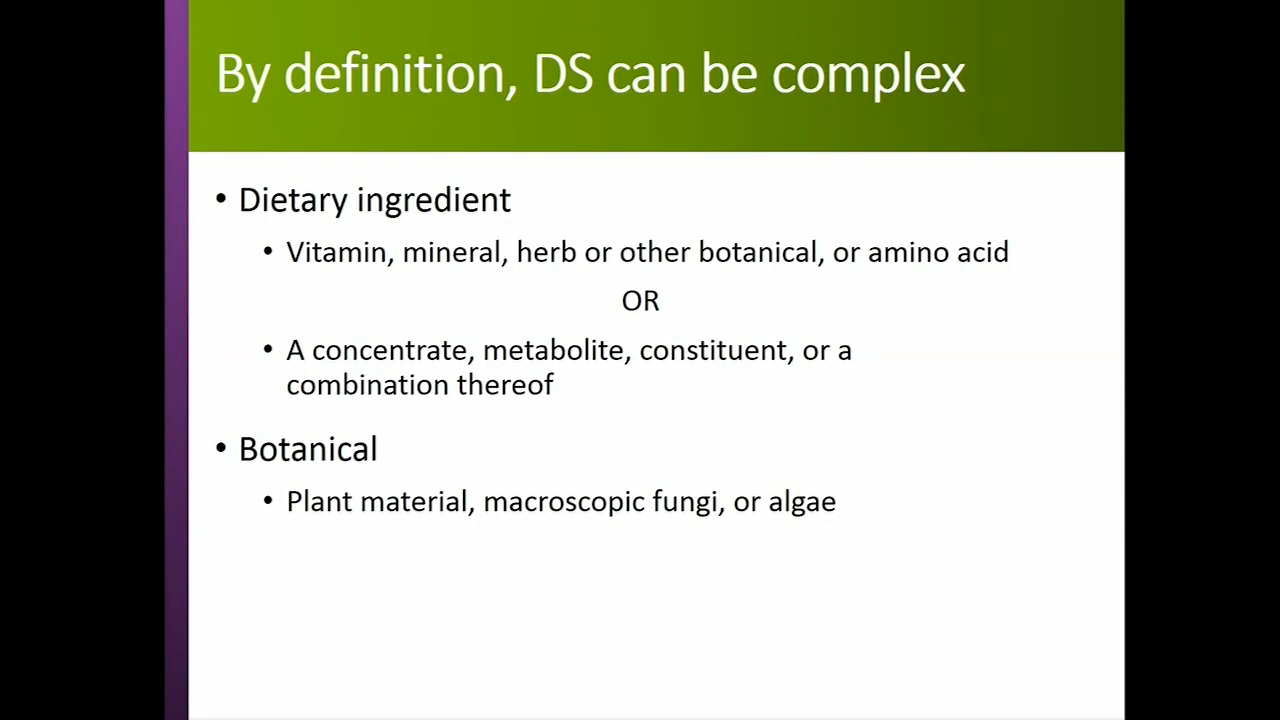 By definition, DS can be complex
• Dietary ingredient
• Vitamin, mineral, herb or other botanical, or amino acid
OR
• A concentrate, metabolite, constituent, or a
combination thereof
• Botanical
• Plant material, macroscopic fungi, or algae